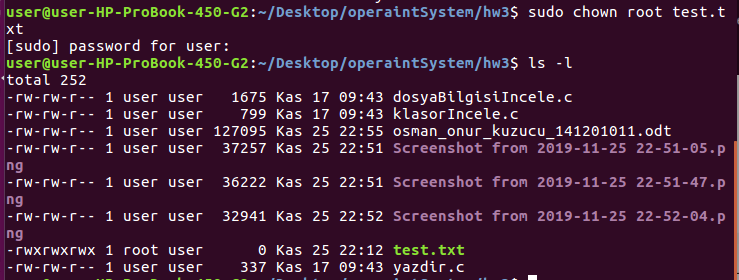 user@user-HP-ProBook-450-G2:~/Desktop/operaintSystem/hw3$ sudo chown root test.t
xt
[sudo] password for user:
user@user-HP-ProBook-450-G2:~/Desktop/operaintSystem/hw3$ ls -l
total 252
-rw-rw-r-- 1 user user   1675 Kas 17 09:43 dosyaBilgisiIncele.c
-rw-rw-r-- 1 user user    799 Kas 17 09:43 klasorIncele.c
-rw-rw-r-- 1 user user 127095 Kas 25 22:55 osman_onur_kuzucu_141201011.odt
-rw-rw-r-- 1 user user  37257 Kas 25 22:51 Screenshot from 2019-11-25 22-51-05.p
ng
-rw-rw-r-- 1 user user  36222 Kas 25 22:51 Screenshot from 2019-11-25 22-51-47.p
ng
-rw-rw-r-- 1 user user  32941 Kas 25 22:52 Screenshot from 2019-11-25 22-52-04.p
ng
-rwxrwxrwx 1 root user      0 Kas 25 22:12 test.txt
-rw-rw-r-- 1 user user    337 Kas 17 09:43 yazdir.c